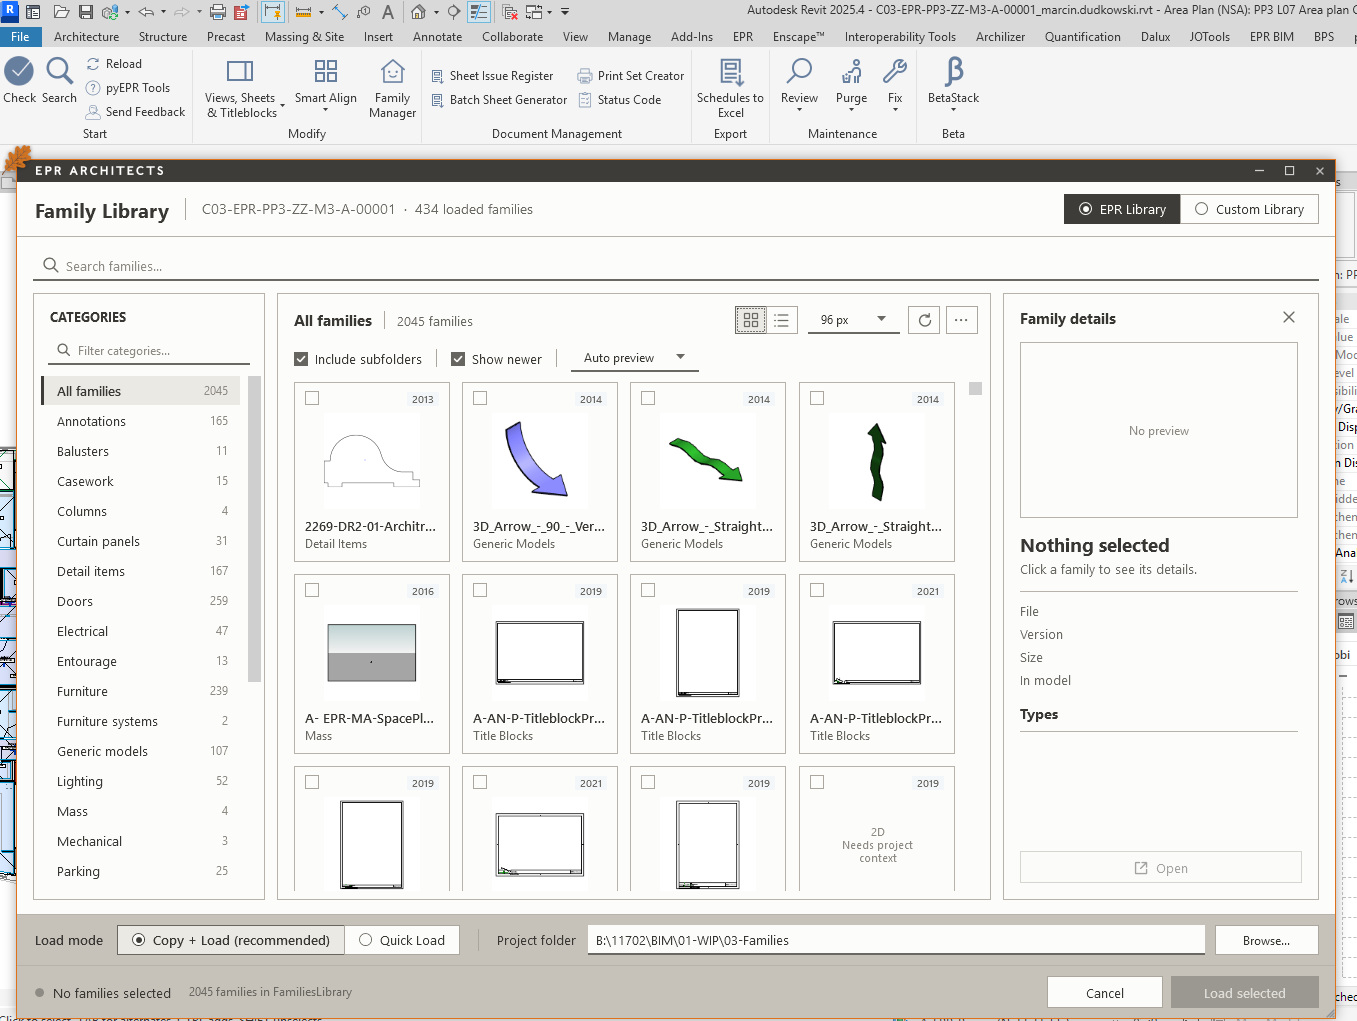 Autodesk Revit 2025.4 - C03-EPR-PP3-ZZ-M3-A-00001_marcin.dudkowski.rvt - Area Plan (NSA): PP3 L07 Area plan
File Architecture Structure Precast Massing & Site Insert Annotate Collaborate View Manage Add-Ins EPR Enscape™ Interoperability Tools Archilizer Quantification Dalux JOTools EPR BIM BPS
Check
Search
Reload
pyEPR Tools
Send Feedback
Start
Views, Sheets
& Titleblocks
Smart Align
Family
Manager
Modify
Sheet Issue Register
Batch Sheet Generator
Print Set Creator
Status Code
Document Management
Schedules to
Excel
Export
Review
Purge
Fix
Maintenance
BetaStack
Beta
EPR ARCHITECTS
Family Library
C03-EPR-PP3-ZZ-M3-A-00001 · 434 loaded families
EPR Library
Custom Library
Search families...
CATEGORIES
Filter categories...
All families 2045
Annotations 165
Balusters 11
Casework 15
Columns 4
Curtain panels 31
Detail items 167
Doors 259
Electrical 47
Entourage 13
Furniture 239
Furniture systems 2
Generic models 107
Lighting 52
Mass 4
Mechanical 3
Parking 25
All families
2045 families
96 px
Include subfolders
Show newer
Auto preview
2013
2269-DR2-01-Architr...
Detail Items
2014
3D_Arrow_-_90_-_Ver...
Generic Models
2014
3D_Arrow_-_Straight...
Generic Models
2014
3D_Arrow_-_Straight...
Generic Models
2016
A- EPR-MA-SpacePl...
Mass
2019
A-AN-P-TitleblockPr...
Title Blocks
2019
A-AN-P-TitleblockPr...
Title Blocks
2021
A-AN-P-TitleblockPr...
Title Blocks
2019
2021
2019
2019
2D
Needs project
context
Family details
No preview
Nothing selected
Click a family to see its details.
File
Version
Size
In model
Types
Open
Load mode
Copy + Load (recommended)
Quick Load
Project folder
B:\11702\BIM\01-WIP\03-Families
Browse...
No families selected
2045 families in FamiliesLibrary
Cancel
Load selected